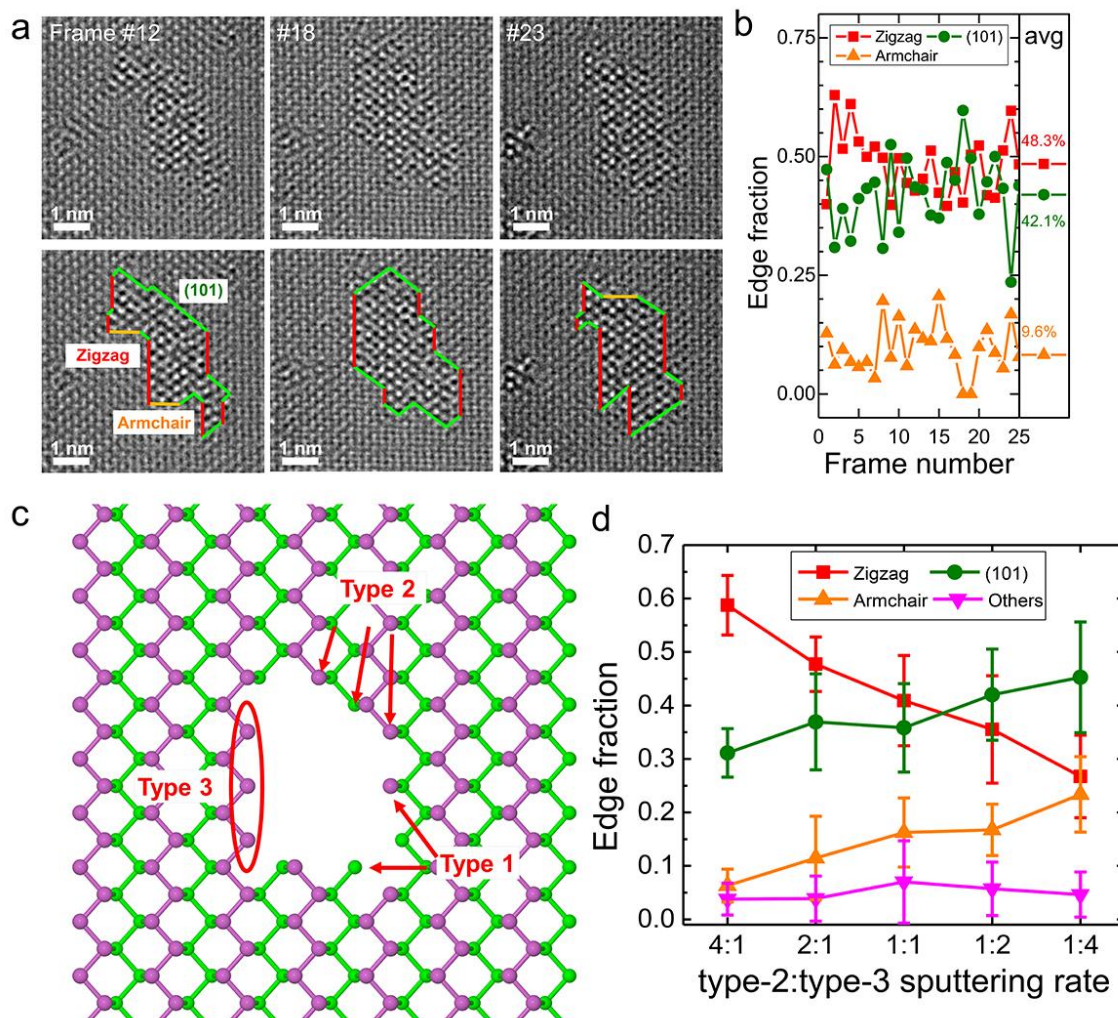 a
Frame #12
#18
#23
1 nm
1 nm
1 nm
(101)
Zigzag
Armchair
1 nm
1 nm
1 nm
b
Zigzag
(101)
Armchair
avg
0.75
0.50
0.25
0.00
Edge fraction
48.3%
42.1%
9.6%
0
5
10
15
20
25
Frame number
c
Type 2
Type 3
Type 1
d
Zigzag
(101)
Armchair
Others
0.7
0.6
0.5
0.4
0.3
0.2
0.1
0.0
Edge fraction
4:1
2:1
1:1
1:2
1:4
type-2:type-3 sputtering rate